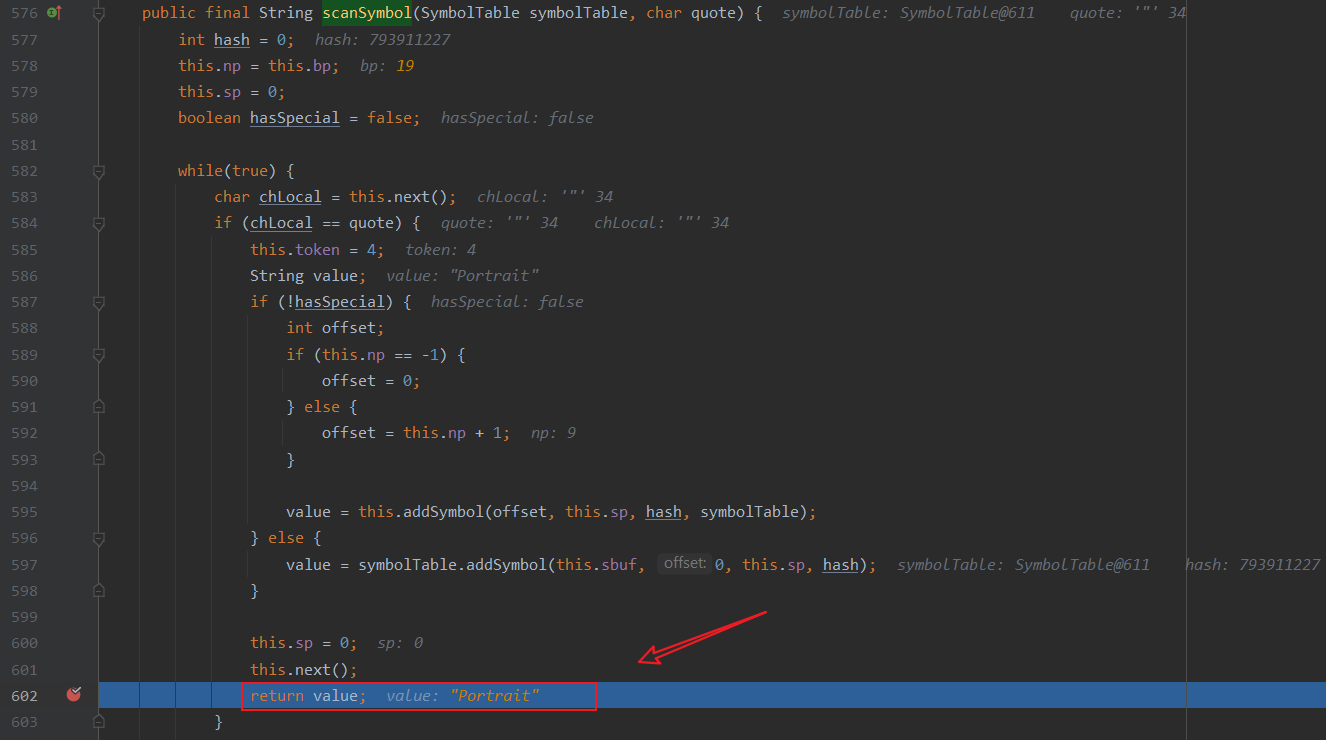 576 public final String scanSymbol(SymbolTable symbolTable, char quote) { symbolTable: SymbolTable@611 quote: '"' 34
577 int hash = 0; hash: 793911227
578 this.np = this.bp; bp: 19
579 this.sp = 0;
580 boolean hasSpecial = false; hasSpecial: false
581
582 while(true) {
583 char chLocal = this.next(); chLocal: '"' 34
584 if (chLocal == quote) { quote: '"' 34 chLocal: '"' 34
585 this.token = 4; token: 4
586 String value; value: "Portrait"
587 if (!hasSpecial) { hasSpecial: false
588 int offset;
589 if (this.np == -1) {
590 offset = 0;
591 } else {
592 offset = this.np + 1; np: 9
593 }
594
595 value = this.addSymbol(offset, this.sp, hash, symbolTable);
596 } else {
597 value = symbolTable.addSymbol(this.sbuf, offset: 0, this.sp, hash); symbolTable: SymbolTable@611 hash: 793911227
598 }
599
600 this.sp = 0; sp: 0
601 this.next();
602 return value; value: "Portrait"
603 }